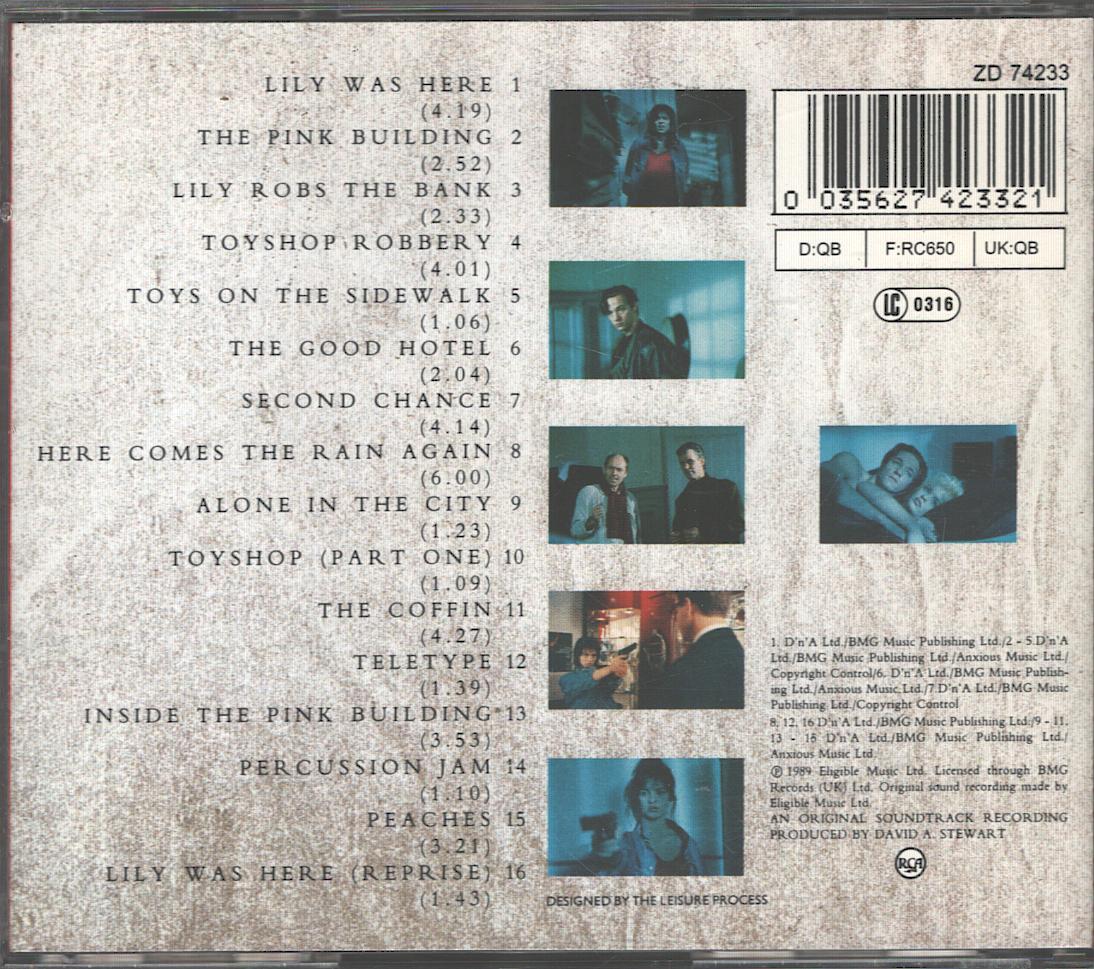 LILY WAS HERE 1
(4.19)
THE PINK BUILDING 2
(2.52)
LILY ROBS THE BANK 3
(2.33)
TOYSHOP ROBBERY 4
(4.01)
TOYS ON THE SIDEWALK 5
(1.06)
THE GOOD HOTEL 6
(2.04)
SECOND CHANCE 7
(4.14)
HERE COMES THE RAIN AGAIN 8
(6.00)
ALONE IN THE CITY 9
(1.23)
TOYSHOP (PART ONE) 10
(1.09)
THE COFFIN 11
(4.27)
TELETYPE 12
(1.39)
INSIDE THE PINK BUILDING 13
(3.53)
PERCUSSION JAM 14
(1.10)
PEACHES 15
(3.21)
LILY WAS HERE (REPRISE) 16
(1.43)
DESIGNED BY THE LEISURE PROCESS
ZD 74233
0 035627 423321
D:QB F:RC650 UK:QB
LC 0316
1. D'n'A Ltd./BMG Music Publishing Ltd./2 - 5.D'n'A
Ltd./BMG Music Publishing Ltd./Anxious Music Ltd./
Copyright Control/6. D'n'A Ltd./BMG Music Publish-
ing Ltd./Anxious Music Ltd./7.D'n'A Ltd./BMG Music
Publishing Ltd./Copyright Control
8, 12, 16 D'n'A Ltd./BMG Music Publishing Ltd./9 - 11,
13 - 15 D'n'A Ltd./BMG Music Publishing Ltd./
Anxious Music Ltd.
℗ 1989 Eligible Music Ltd. Licensed through BMG
Records (UK) Ltd. Original sound recording made by
Eligible Music Ltd.
AN ORIGINAL SOUNDTRACK RECORDING
PRODUCED BY DAVID A. STEWART
RCA